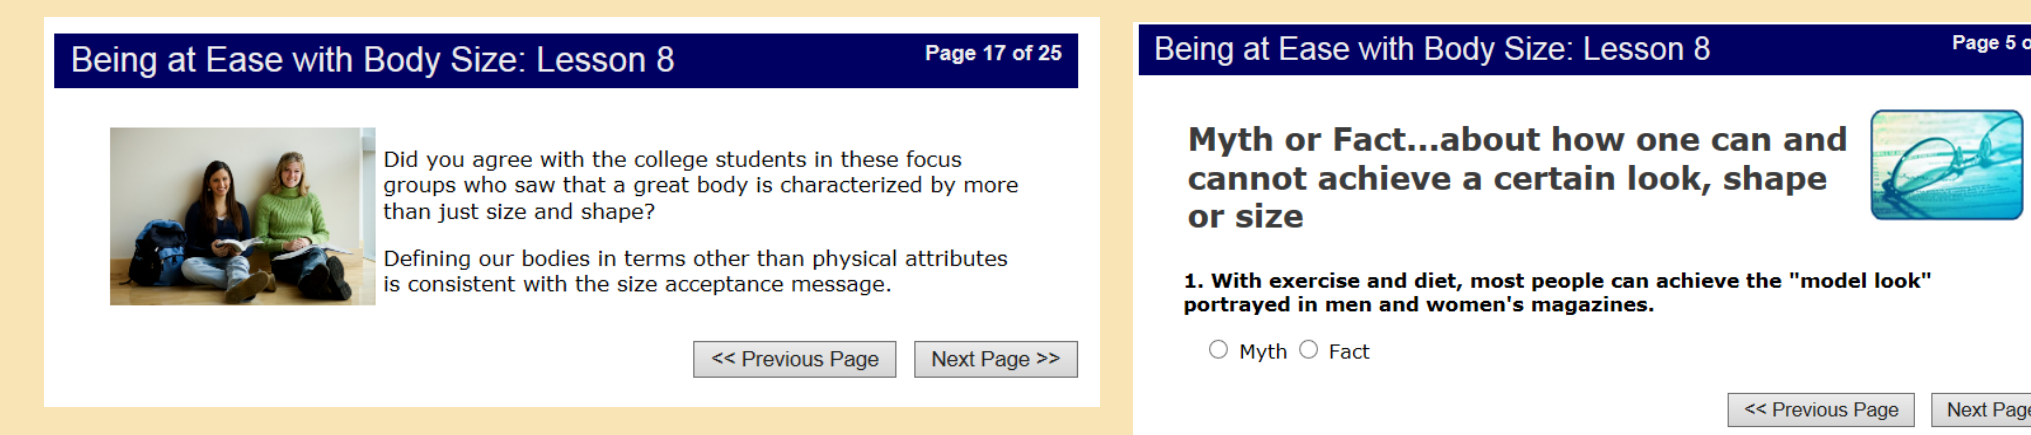 Being at Ease with Body Size: Lesson 8
Page 17 of 25
Did you agree with the college students in these focus
groups who saw that a great body is characterized by more
than just size and shape?
Defining our bodies in terms other than physical attributes
is consistent with the size acceptance message.
<< Previous Page
Next Page >>
Being at Ease with Body Size: Lesson 8
Page 5 o
Myth or Fact...about how one can and
cannot achieve a certain look, shape
or size
1. With exercise and diet, most people can achieve the "model look"
portrayed in men and women's magazines.
Myth
Fact
<< Previous Page
Next Page